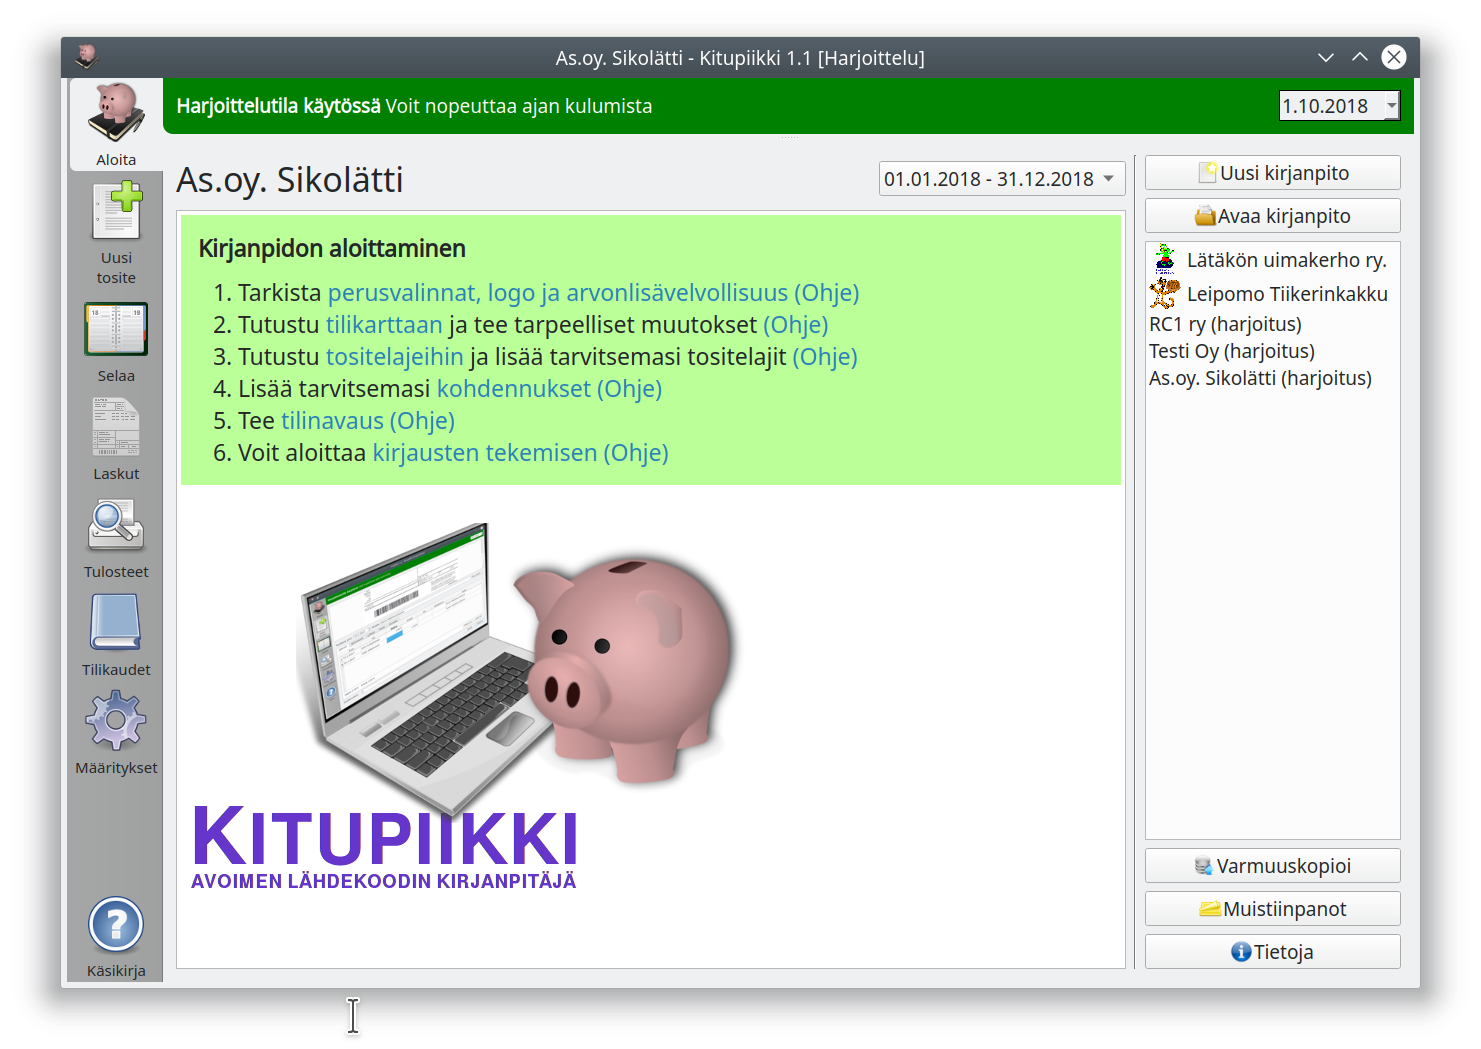 As.oy. Sikolätti - Kitupiikki 1.1 [Harjoittelu]
Harjoittelutila käytössä Voit nopeuttaa ajan kulumista
1.10.2018
Aloita
Uusi
tosite
Selaa
Laskut
Tulosteet
Tilikaudet
Määritykset
Käsikirja
As.oy. Sikolätti
01.01.2018 - 31.12.2018
Kirjanpidon aloittaminen
1. Tarkista perusvalinnat, logo ja arvonlisävelvollisuus (Ohje)
2. Tutustu tilikarttaan ja tee tarpeelliset muutokset (Ohje)
3. Tutustu tositelajeihin ja lisää tarvitsemasi tositelajit (Ohje)
4. Lisää tarvitsemasi kohdennukset (Ohje)
5. Tee tilinavaus (Ohje)
6. Voit aloittaa kirjausten tekemisen (Ohje)
KITUPIIKKI
AVOIMEN LÄHDEKOODIN KIRJANPITÄJÄ
Uusi kirjanpito
Avaa kirjanpito
Lätäkön uimakerho ry.
Leipomo Tiikerinkakku
RC1 ry (harjoitus)
Testi Oy (harjoitus)
As.oy. Sikolätti (harjoitus)
Varmuuskopioi
Muistiinpanot
Tietoja